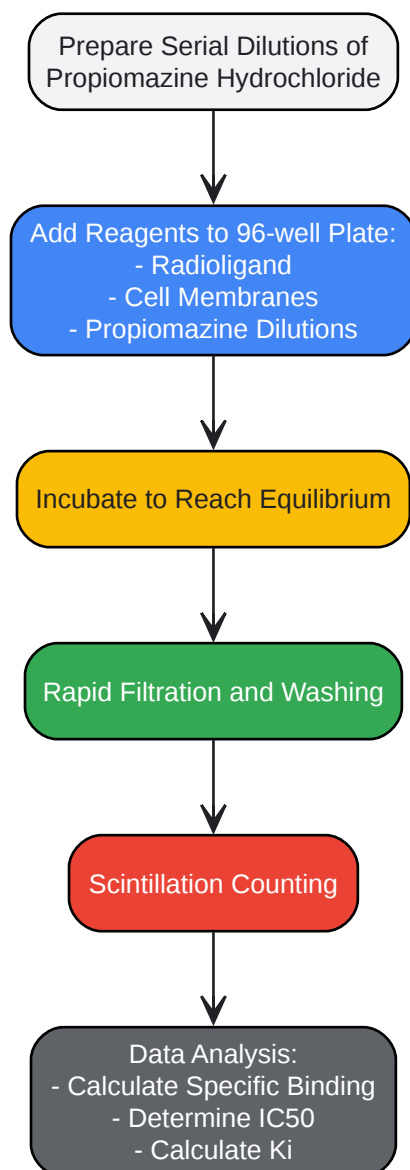 Prepare Serial Dilutions of
Propiomazine Hydrochloride
Add Reagents to 96-well Plate:
- Radioligand
- Cell Membranes
- Propiomazine Dilutions
Incubate to Reach Equilibrium
Rapid Filtration and Washing
Scintillation Counting
Data Analysis:
- Calculate Specific Binding
- Determine IC50
- Calculate Ki